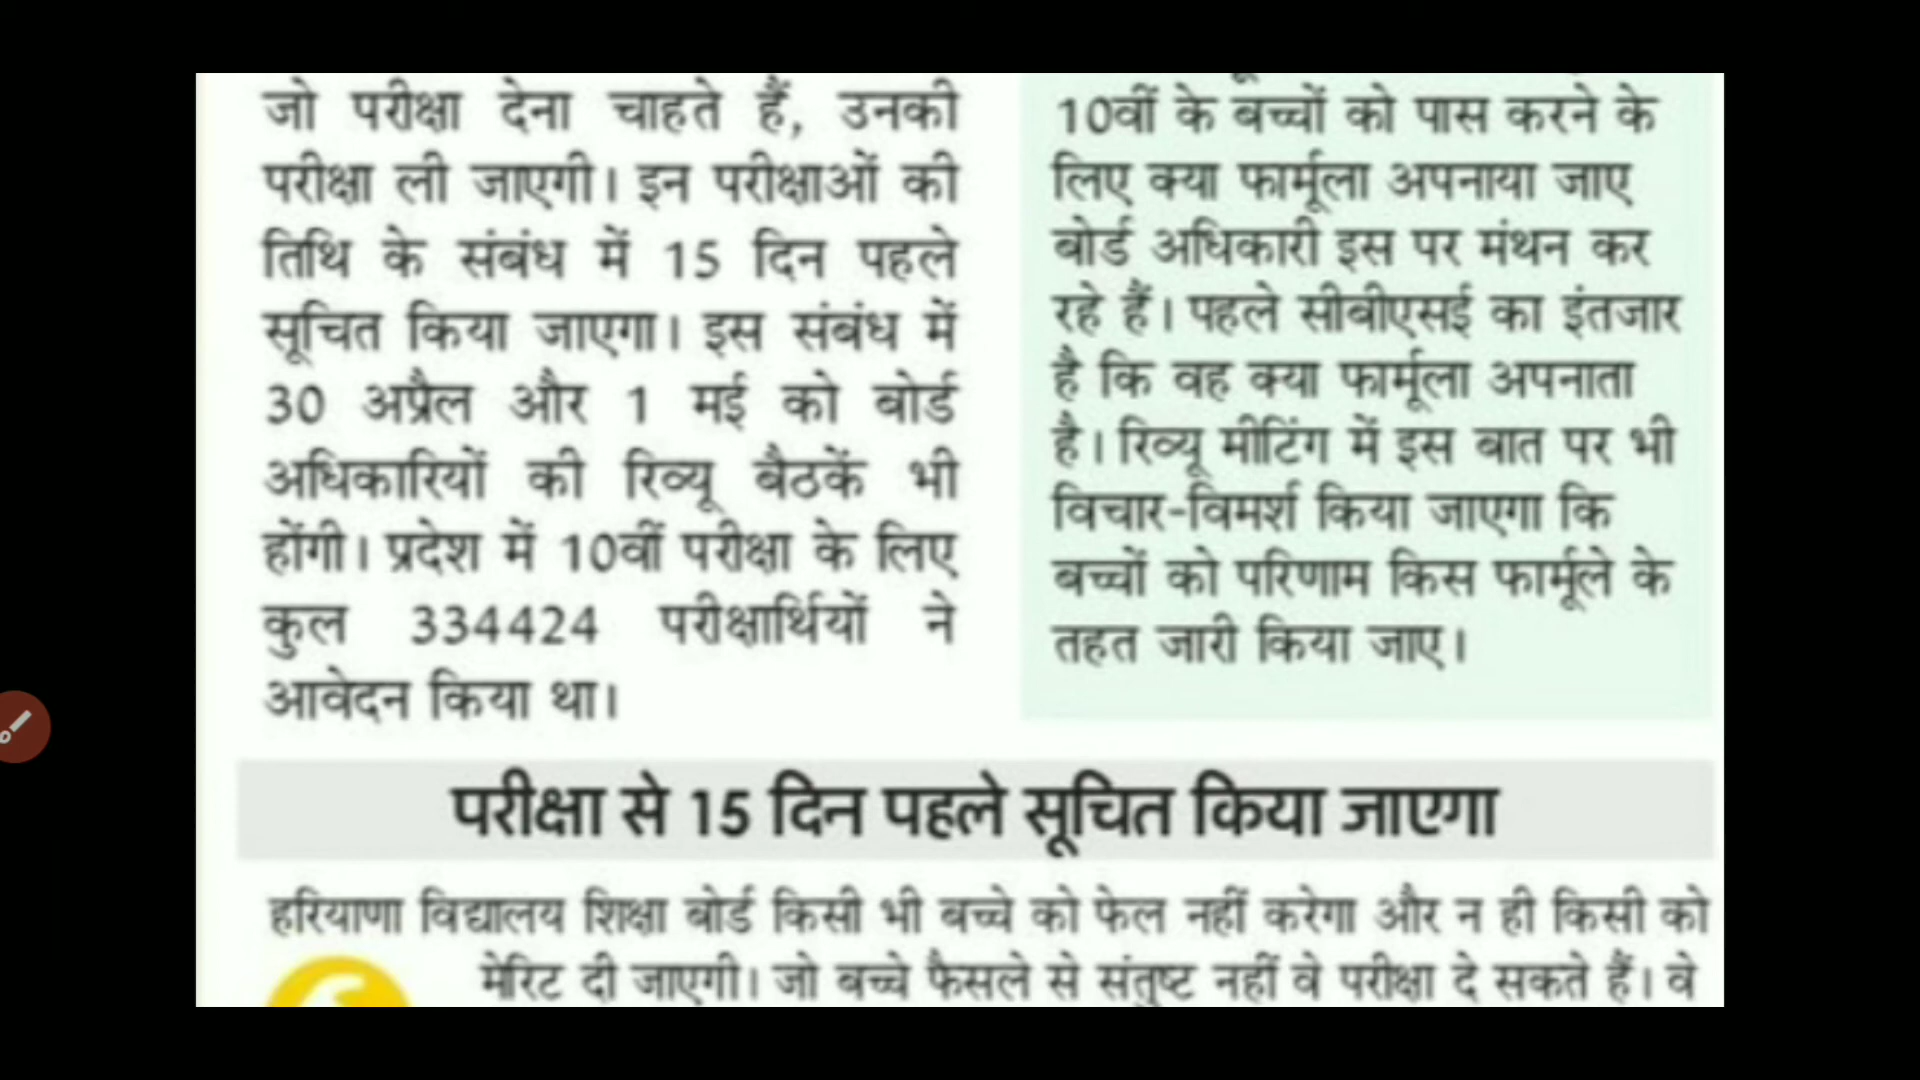 जो परीक्षा देना चाहते हैं, उनकी
परीक्षा ली जाएगी। इन परीक्षाओं की
तिथि के संबंध में 15 दिन पहले
सूचित किया जाएगा। इस संबंध में
30 अप्रैल और 1 मई को बोर्ड
अधिकारियों की रिव्यू बैठकें भी
होंगी। प्रदेश में 10वीं परीक्षा के लिए
कुल 334424 परीक्षार्थियों ने
आवेदन किया था।
10वीं के बच्चों को पास करने के
लिए क्या फार्मूला अपनाया जाए
बोर्ड अधिकारी इस पर मंथन कर
रहे हैं। पहले सीबीएसई का इंतजार
है कि वह क्या फार्मूला अपनाता
है। रिव्यू मीटिंग में इस बात पर भी
विचार-विमर्श किया जाएगा कि
बच्चों को परिणाम किस फार्मूले के
तहत जारी किया जाए।
परीक्षा से 15 दिन पहले सूचित किया जाएगा
हरियाणा विद्यालय शिक्षा बोर्ड किसी भी बच्चे को फेल नहीं करेगा और न ही किसी को
मेरिट दी जाएगी। जो बच्चे फैसले से संतुष्ट नहीं वे परीक्षा दे सकते हैं। वे